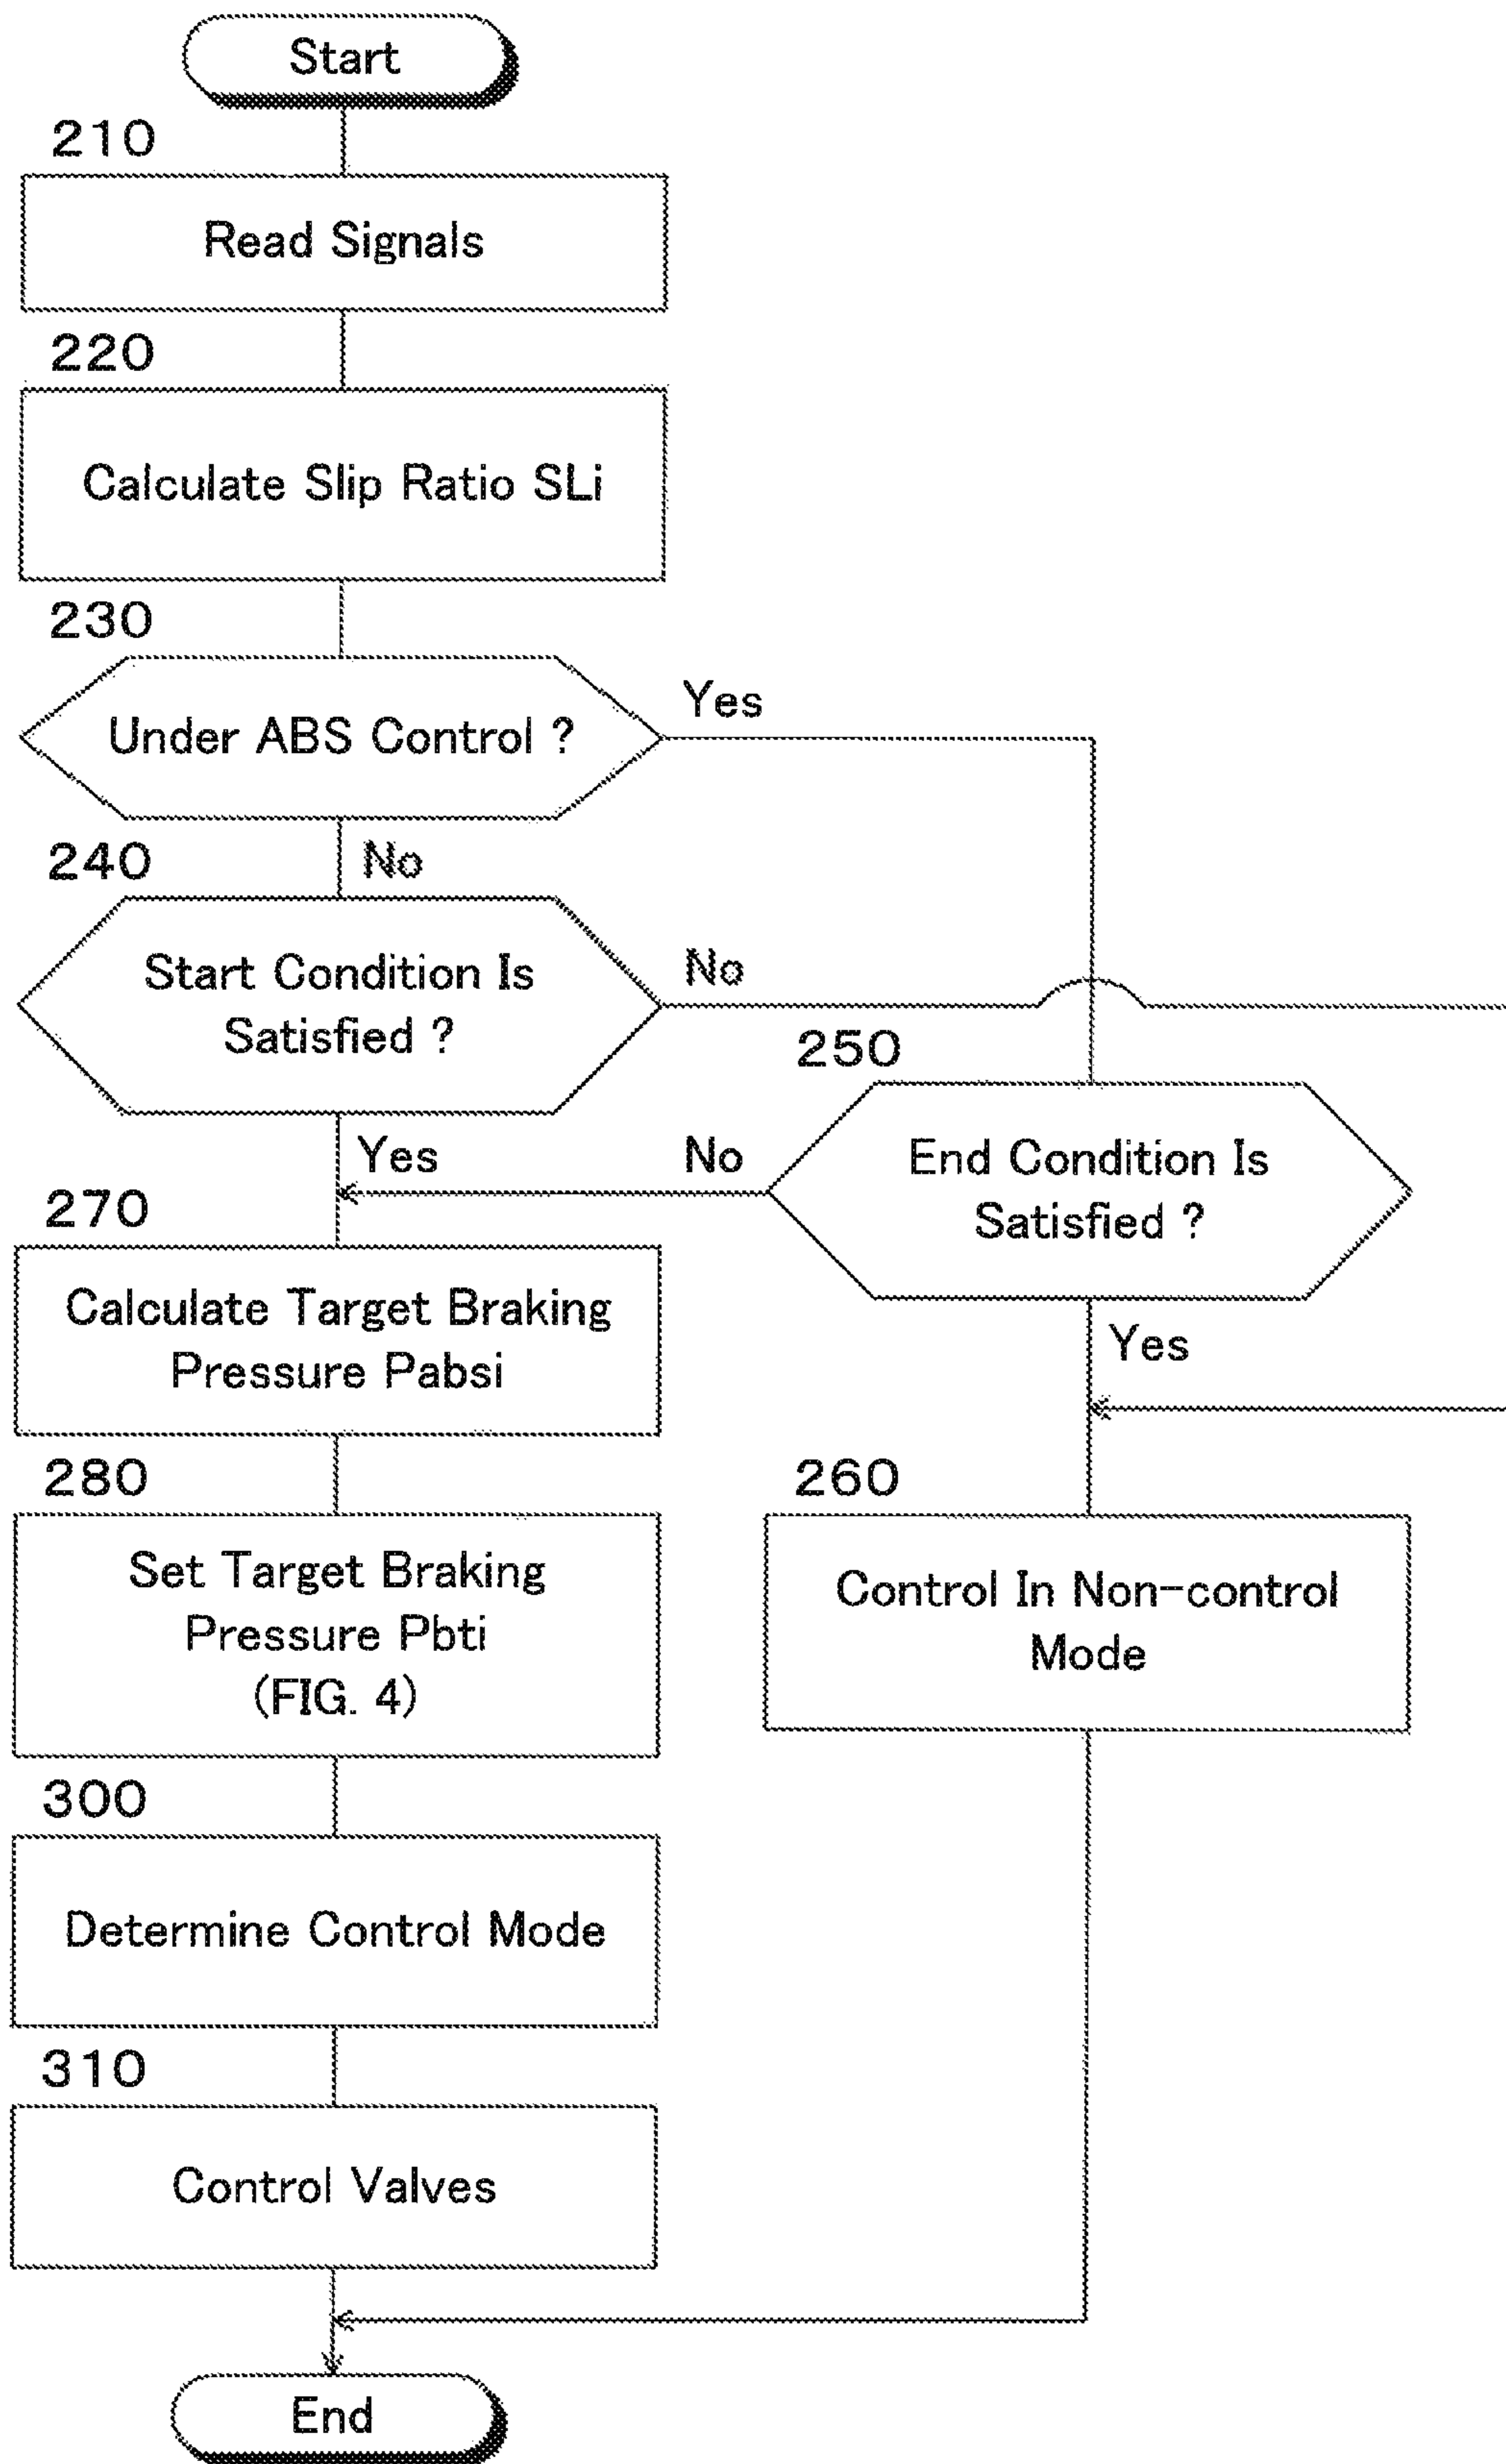 Start
210
Read Signals
220
Calculate Slip Ratio SLi
230
Under ABS Control ?
Yes
240
No
Start Condition Is
Satisfied ?
No
250
End Condition Is
Satisfied ?
Yes
No
270
Calculate Target Braking
Pressure Pabsi
Yes
280
Set Target Braking
Pressure Pbti
(FIG. 4)
260
Control In Non-control
Mode
300
Determine Control Mode
310
Control Valves
End